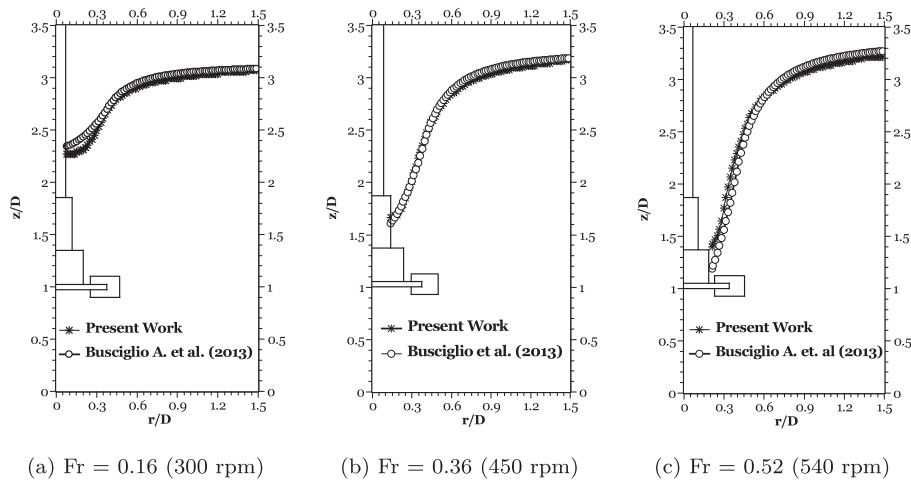 0 0.3 0.6 0.9 1.2 1.5
3.5 3.5
3 3
2.5 2.5
2 2
z/D
1.5 1.5
1 1
0.5 0.5
0 0
Present Work
Busciglio A. et al. (2013)
0 0.3 0.6 0.9 1.2 1.5
r/D
(a) Fr = 0.16 (300 rpm)
0 0.3 0.6 0.9 1.2 1.5
3.5 3.5
3 3
2.5 2.5
2 2
z/D
1.5 1.5
1 1
0.5 0.5
0 0
Present Work
Busciglio et al. (2013)
0 0.3 0.6 0.9 1.2 1.5
r/D
(b) Fr = 0.36 (450 rpm)
0 0.3 0.6 0.9 1.2 1.5
3.5 3.5
3 3
2.5 2.5
2 2
z/D
1.5 1.5
1 1
0.5 0.5
0 0
Present Work
Busciglio A. et. al (2013)
0 0.3 0.6 0.9 1.2 1.5
r/D
(c) Fr = 0.52 (540 rpm)